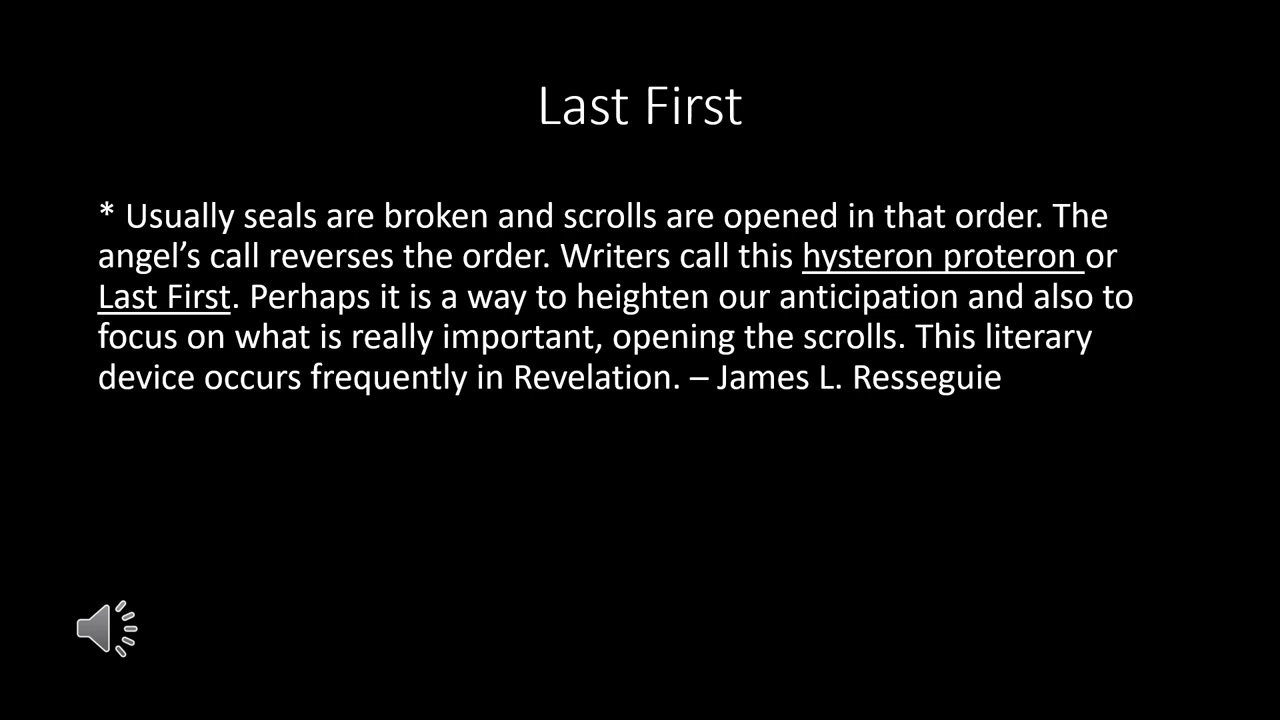 Last First
* Usually seals are broken and scrolls are opened in that order. The
angel’s call reverses the order. Writers call this hysteron proteron or
Last First. Perhaps it is a way to heighten our anticipation and also to
focus on what is really important, opening the scrolls. This literary
device occurs frequently in Revelation. – James L. Resseguie